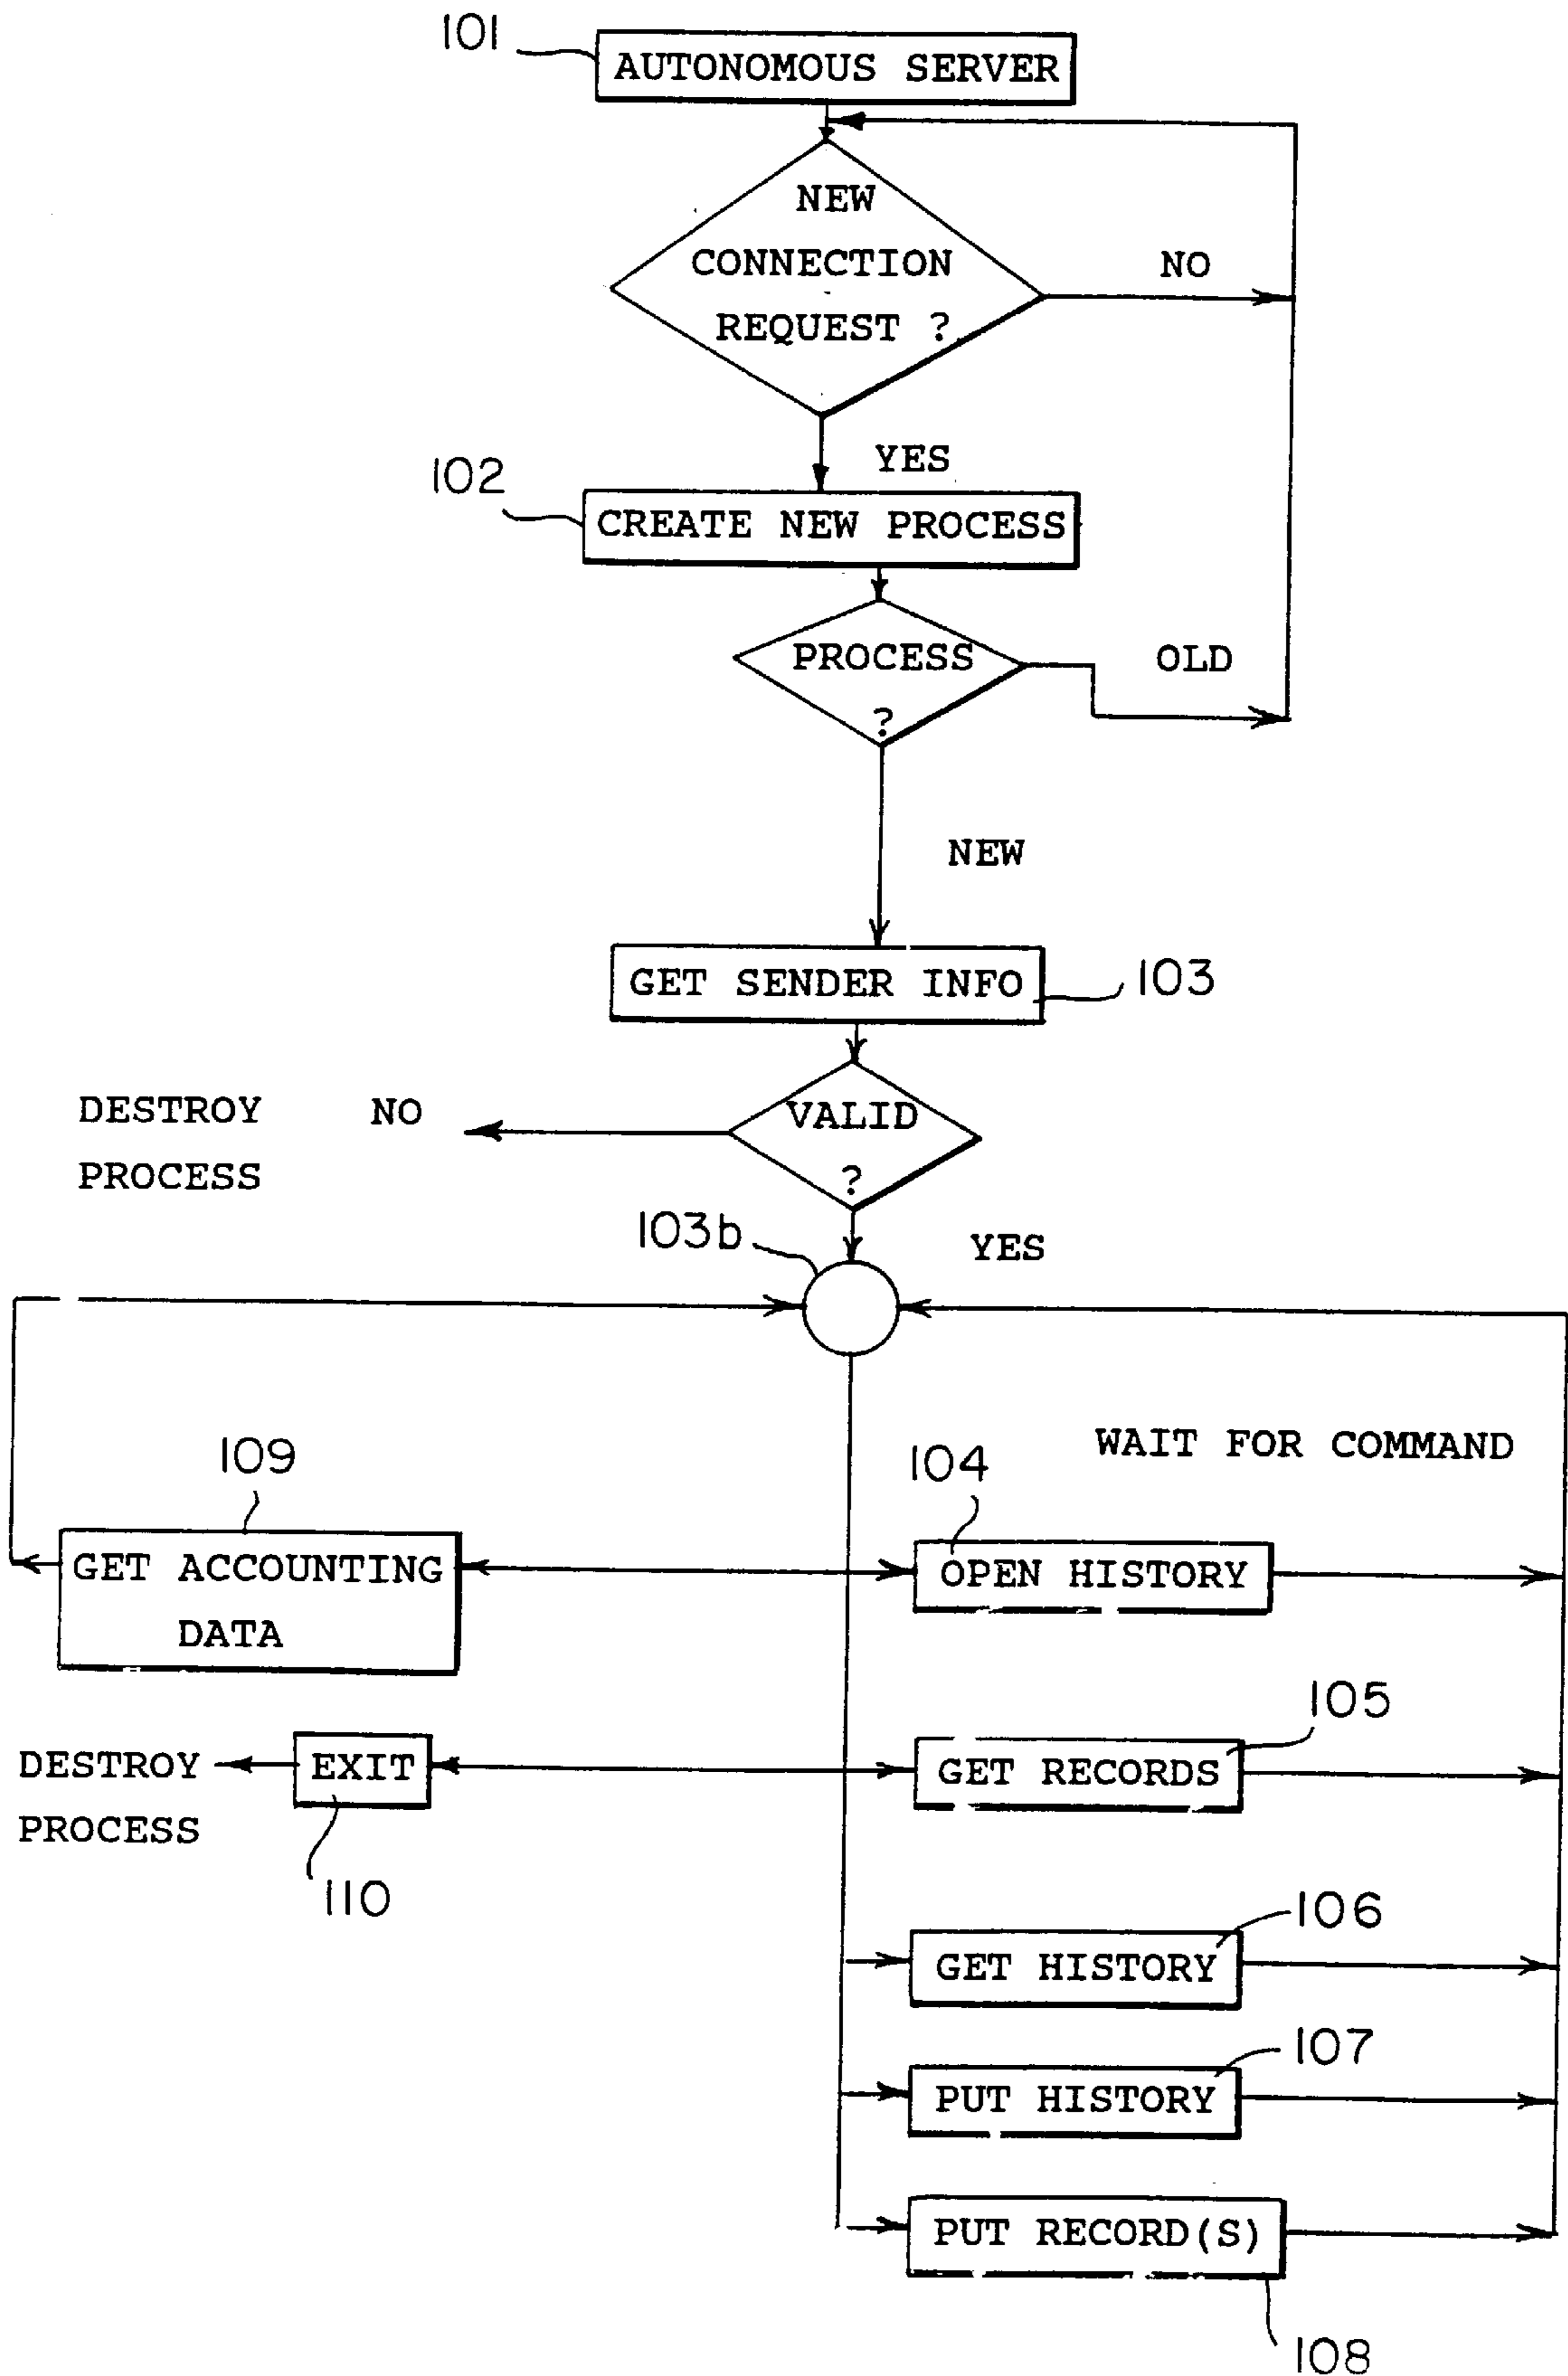 101
AUTONOMOUS SERVER
NEW
CONNECTION
REQUEST ?
NO
YES
102
CREATE NEW PROCESS
PROCESS
?
OLD
NEW
GET SENDER INFO
103
DESTROY
PROCESS
NO
VALID
?
103b
YES
WAIT FOR COMMAND
109
104
GET ACCOUNTING
DATA
OPEN HISTORY
105
DESTROY
PROCESS
EXIT
GET RECORDS
110
106
GET HISTORY
107
PUT HISTORY
PUT RECORD(S)
108